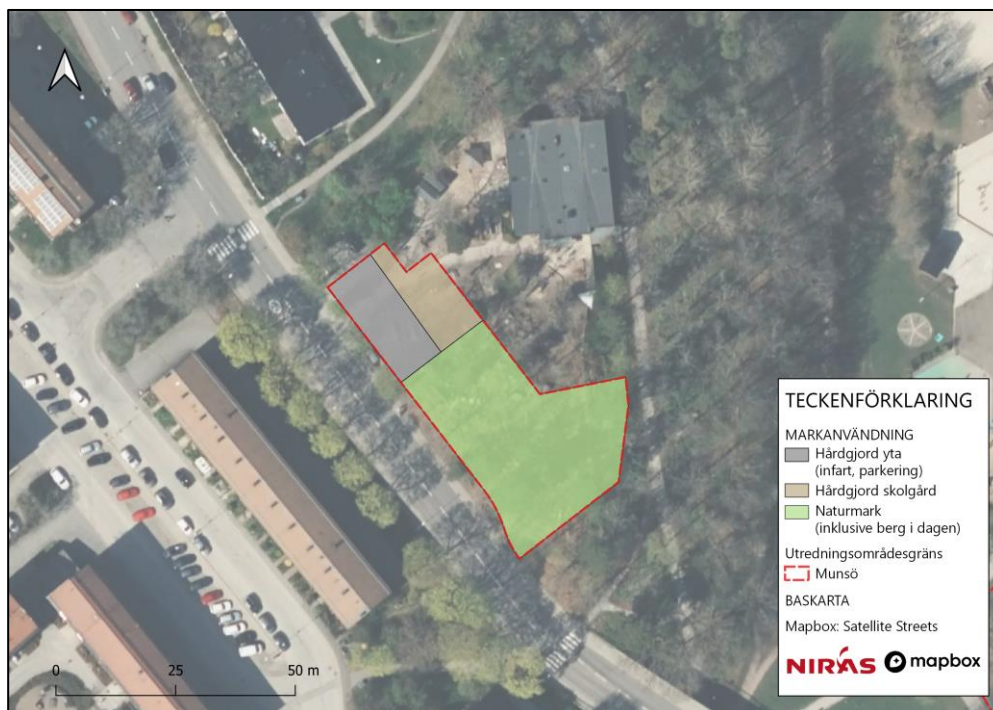 TECKENFÖRKLARING
MARKANVÄNDNING
Hårdgjord yta
(infart, parkering)
Hårdgjord skolgård
Naturmark
(inklusive berg i dagen)
Utredningsområdesgräns
Munsö
BASKARTA
Mapbox: Satellite Streets
NIRÁS mapbox
0 25 50 m